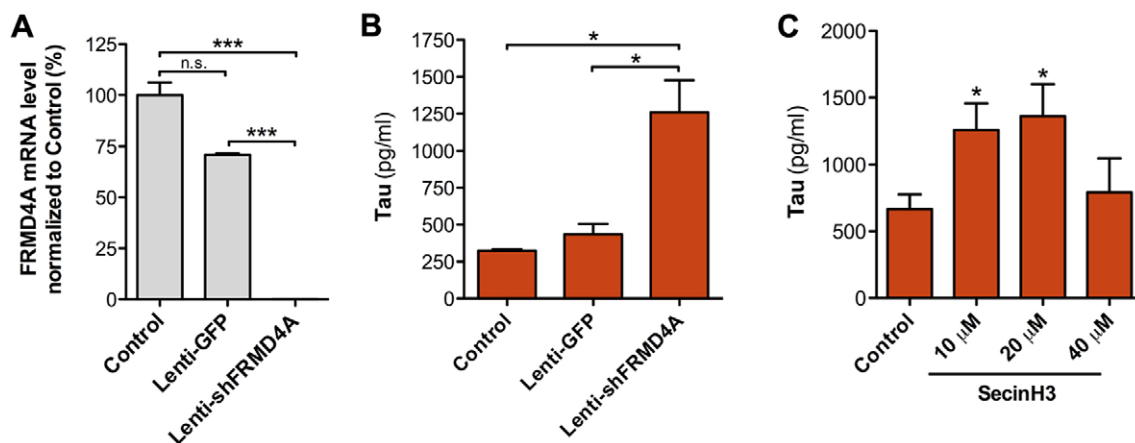 A
FRMD4A mRNA level
normalized to Control (%)
125
100
75
50
25
0
***
n.s.
***
Control
Lenti-GFP
Lenti-shFRMD4A
B
Tau (pg/ml)
1750
1500
1250
1000
750
500
250
0
*
*
Control
Lenti-GFP
Lenti-shFRMD4A
C
Tau (pg/ml)
2000
1500
1000
500
0
*
*
Control
10 µM
20 µM
40 µM
SecinH3